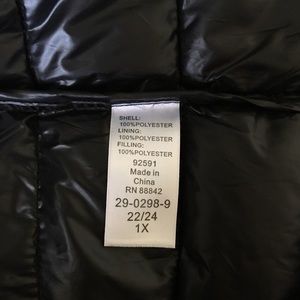 SHELL:
100%POLYESTER
LINING:
100%POLYESTER
FILLING:
100%POLYESTER
92591
Made in
China
RN 88842
29-0298-9
22/24
1X